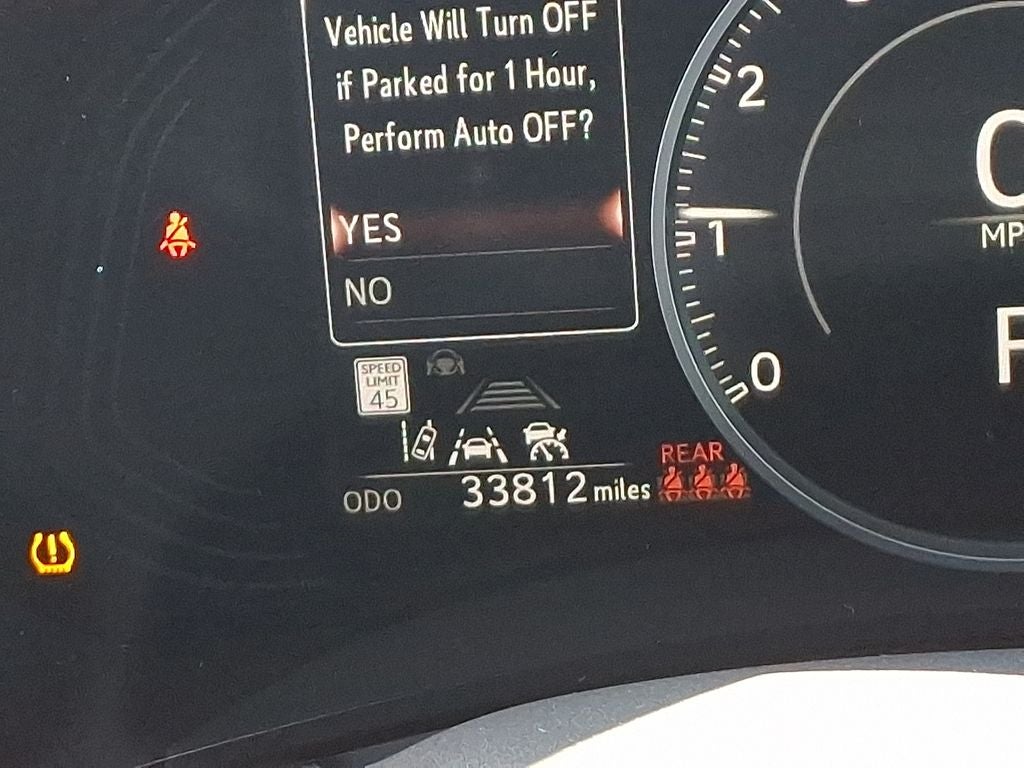 Vehicle Will Turn OFF
if Parked for 1 Hour,
Perform Auto OFF?
YES
NO
2
1
0
MP
SPEED
LIMIT
45
REAR
ODO 33812 miles